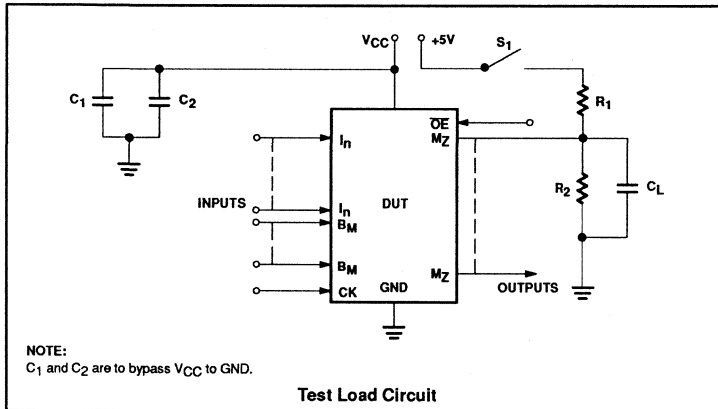 VCC +5V S1
C1 C2 R1
OE
In MZ
R2 CL
INPUTS DUT
In
BM
BM MZ
GND OUTPUTS
CK
NOTE:
C1 and C2 are to bypass VCC to GND.
Test Load Circuit